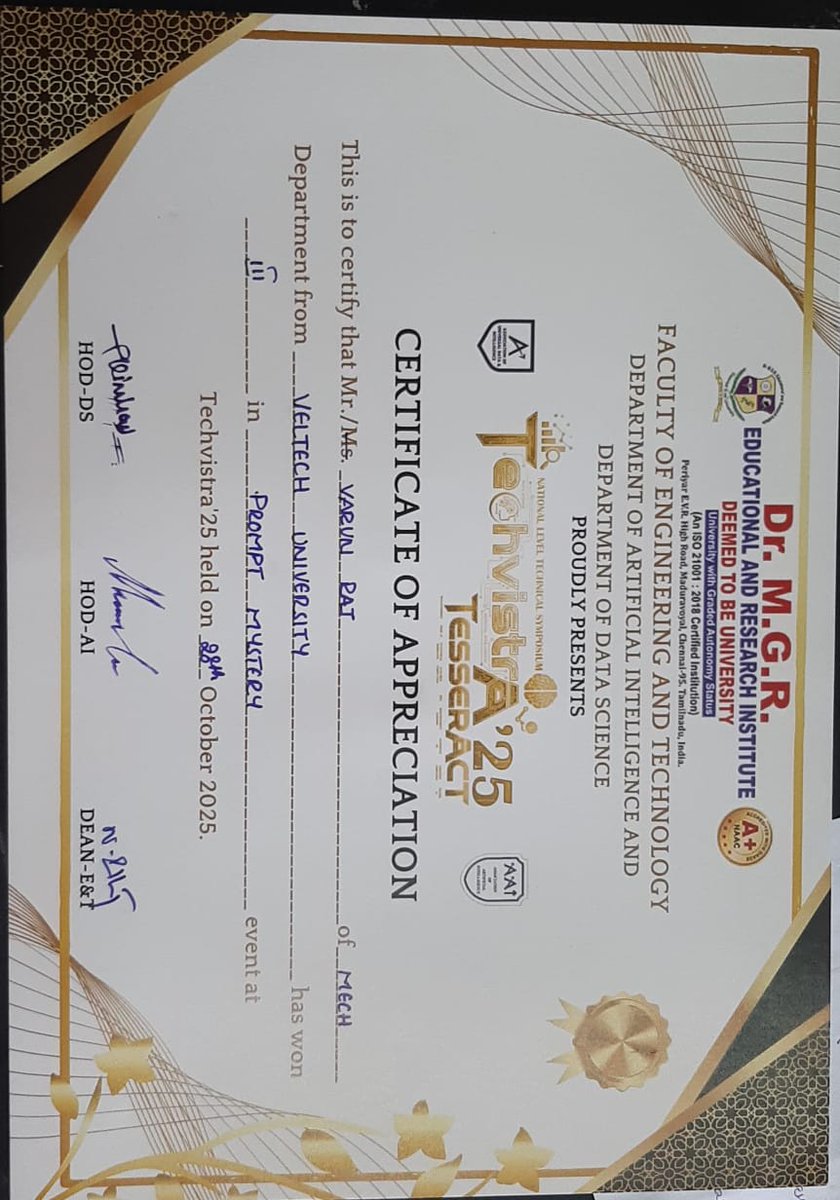 Dr. M.G.R.
EDUCATIONAL AND RESEARCH INSTITUTE
DEEMED TO BE UNIVERSITY
University with Graded Autonomy Status
(An ISO 21001 : 2018 Certified Institution)
Periyar E.V.R. High Road, Maduravoyal, Chennai-95. Tamilnadu, India.
A+
NAAC
FACULTY OF ENGINEERING AND TECHNOLOGY
DEPARTMENT OF ARTIFICIAL INTELLIGENCE AND
DEPARTMENT OF DATA SCIENCE
PROUDLY PRESENTS
NATIONAL LEVEL TECHNICAL SYMPOSIUM
TechvistrA'25
TESSERACT
AAI
CERTIFICATE OF APPRECIATION
This is to certify that Mr./Ms. VARUN RAT of MECH
Department from VELTECH UNIVERSITY has won
III in PROMPT MYSTERY event at
Techvistra'25 held on 28th October 2025.
HOD-DS HOD-AI DEAN-E&T